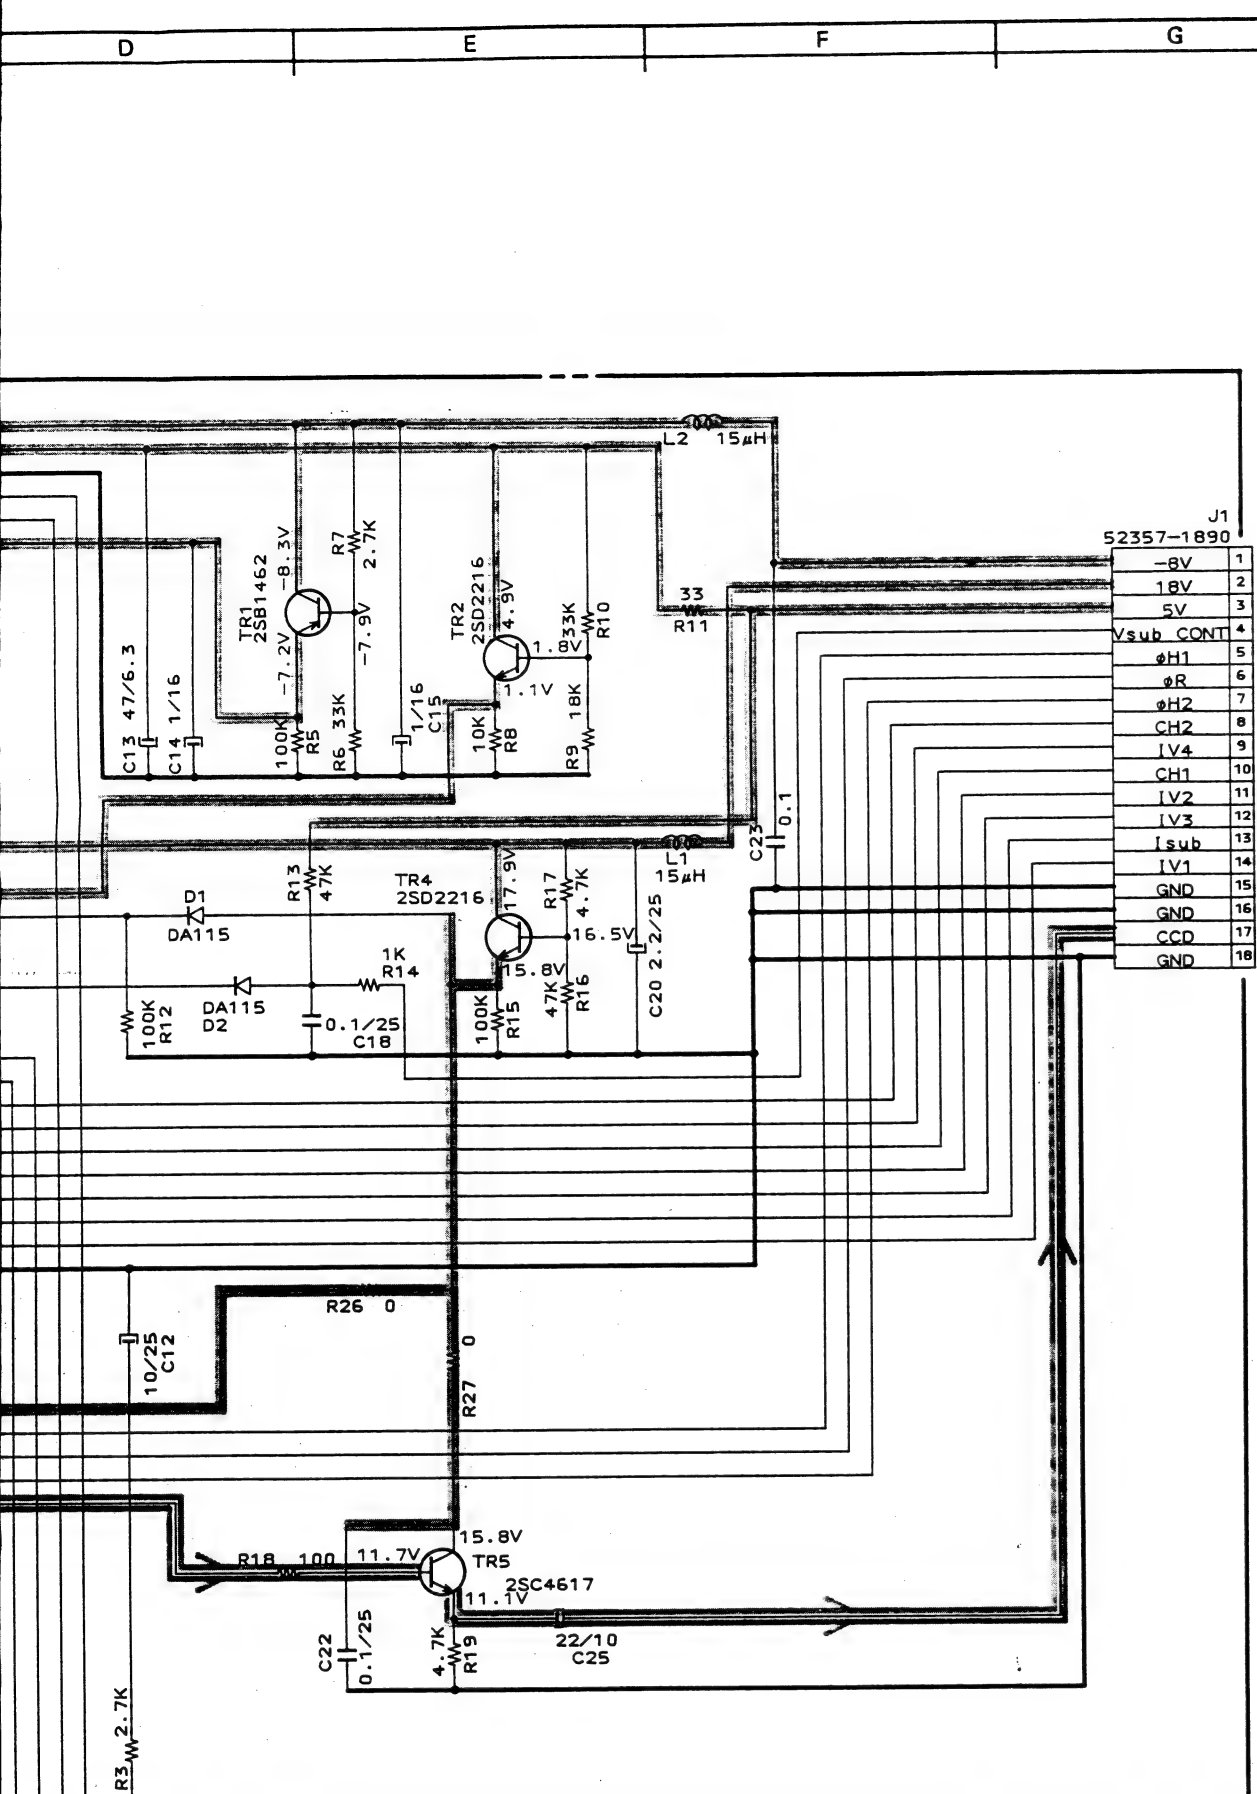 D E F G
L2 15μH
J1
52357-1890
-8V 1
18V 2
5V 3
Vsub CONT 4
øH1 5
øR 6
øH2 7
CH2 8
IV4 9
CH1 10
IV2 11
IV3 12
Isub 13
IV1 14
GND 15
GND 16
CCD 17
GND 18
TR1
2SB1462
-8.3V
-7.2V
-7.9V
R7
2.7K
R6 33K
100K
R5
C13 47/6.3
C14 1/16
1/16
C15
TR2
2SD2216
4.9V
1.8V
1.1V
33K
R10
R9 18K
10K
R8
33
R11
C23 0.1
L1
15μH
R13
47K
TR4
2SD2216
17.9V
16.5V
15.8V
R17
4.7K
47K
R16
100K
R15
C20 2.2/25
D1
DA115
DA115
D2
100K
R12
1K
R14
0.1/25
C18
R26 0
R27 0
10/25
C12
R18 100
11.7V
15.8V
TR5
2SC4617
11.1V
C22
0.1/25
4.7K
R19
22/10
C25
R3 2.7K